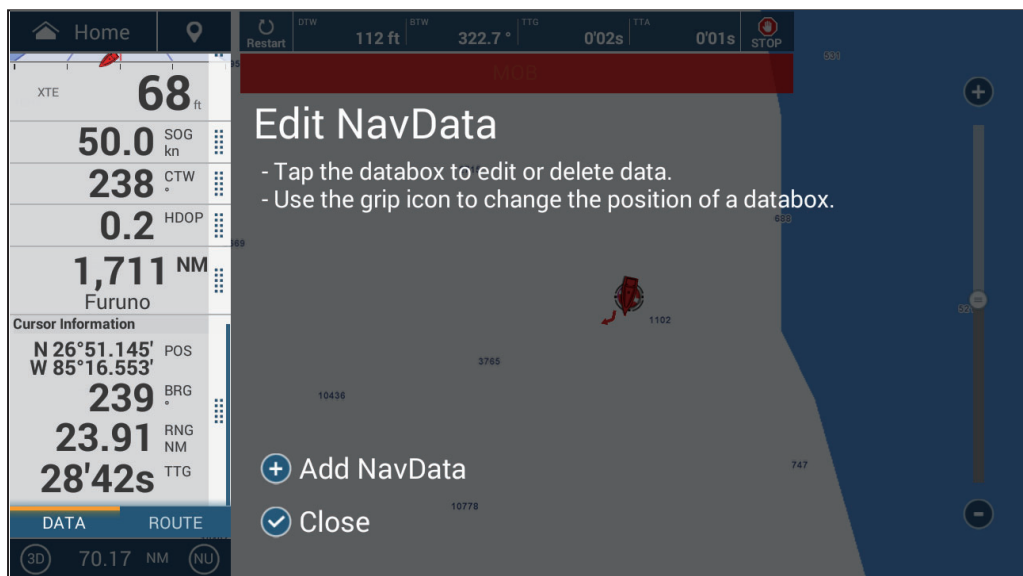 Home
Restart
DTW
112 ft
BTW
322.7 °
TTG
0'02s
TTA
0'01s
STOP
MOB
XTE
68 ft
50.0 SOG
kn
238 CTW
°
0.2 HDOP
1,711 NM
Furuno
Cursor Information
N 26°51.145' POS
W 85°16.553'
239 BRG
°
23.91 RNG
NM
28'42s TTG
DATA
ROUTE
3D
70.17 NM
NU
Edit NavData
- Tap the databox to edit or delete data.
- Use the grip icon to change the position of a databox.
1102
3765
10436
747
10778
Add NavData
Close